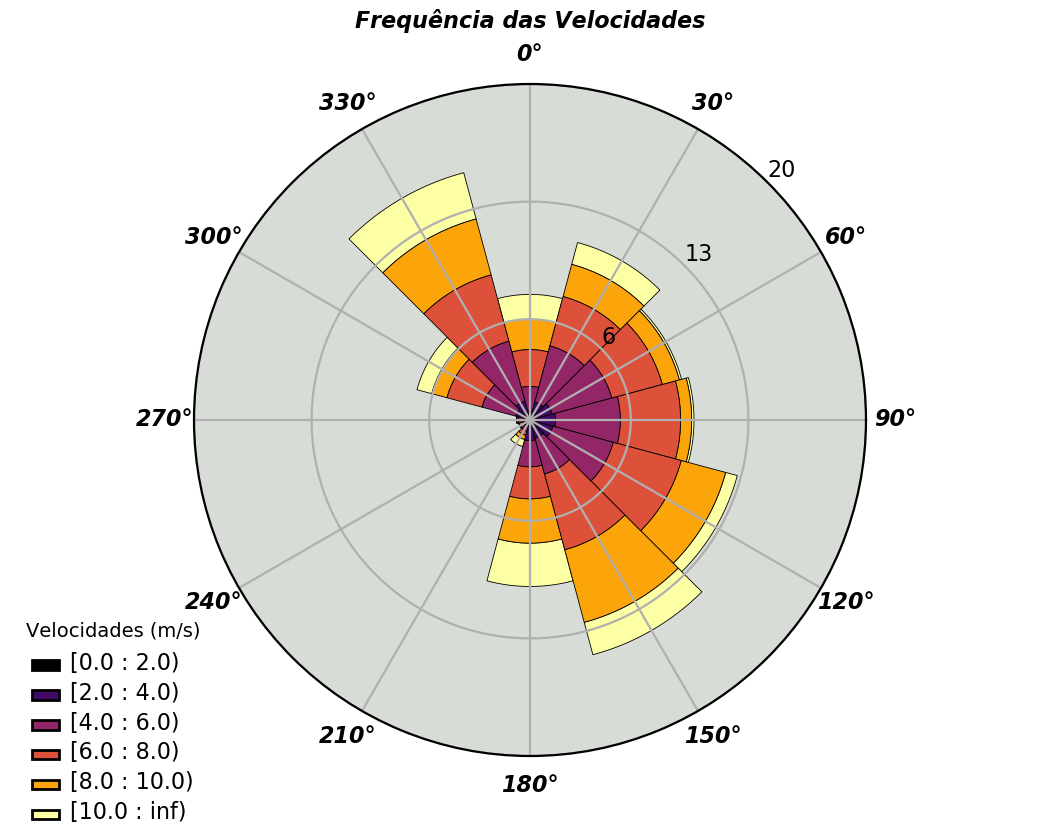 Frequência das Velocidades
0°
330°
30°
20
300°
60°
13
6
270°
90°
240°
120°
Velocidades (m/s)
[0.0 : 2.0)
[2.0 : 4.0)
[4.0 : 6.0)
[6.0 : 8.0)
[8.0 : 10.0)
[10.0 : inf)
210°
150°
180°